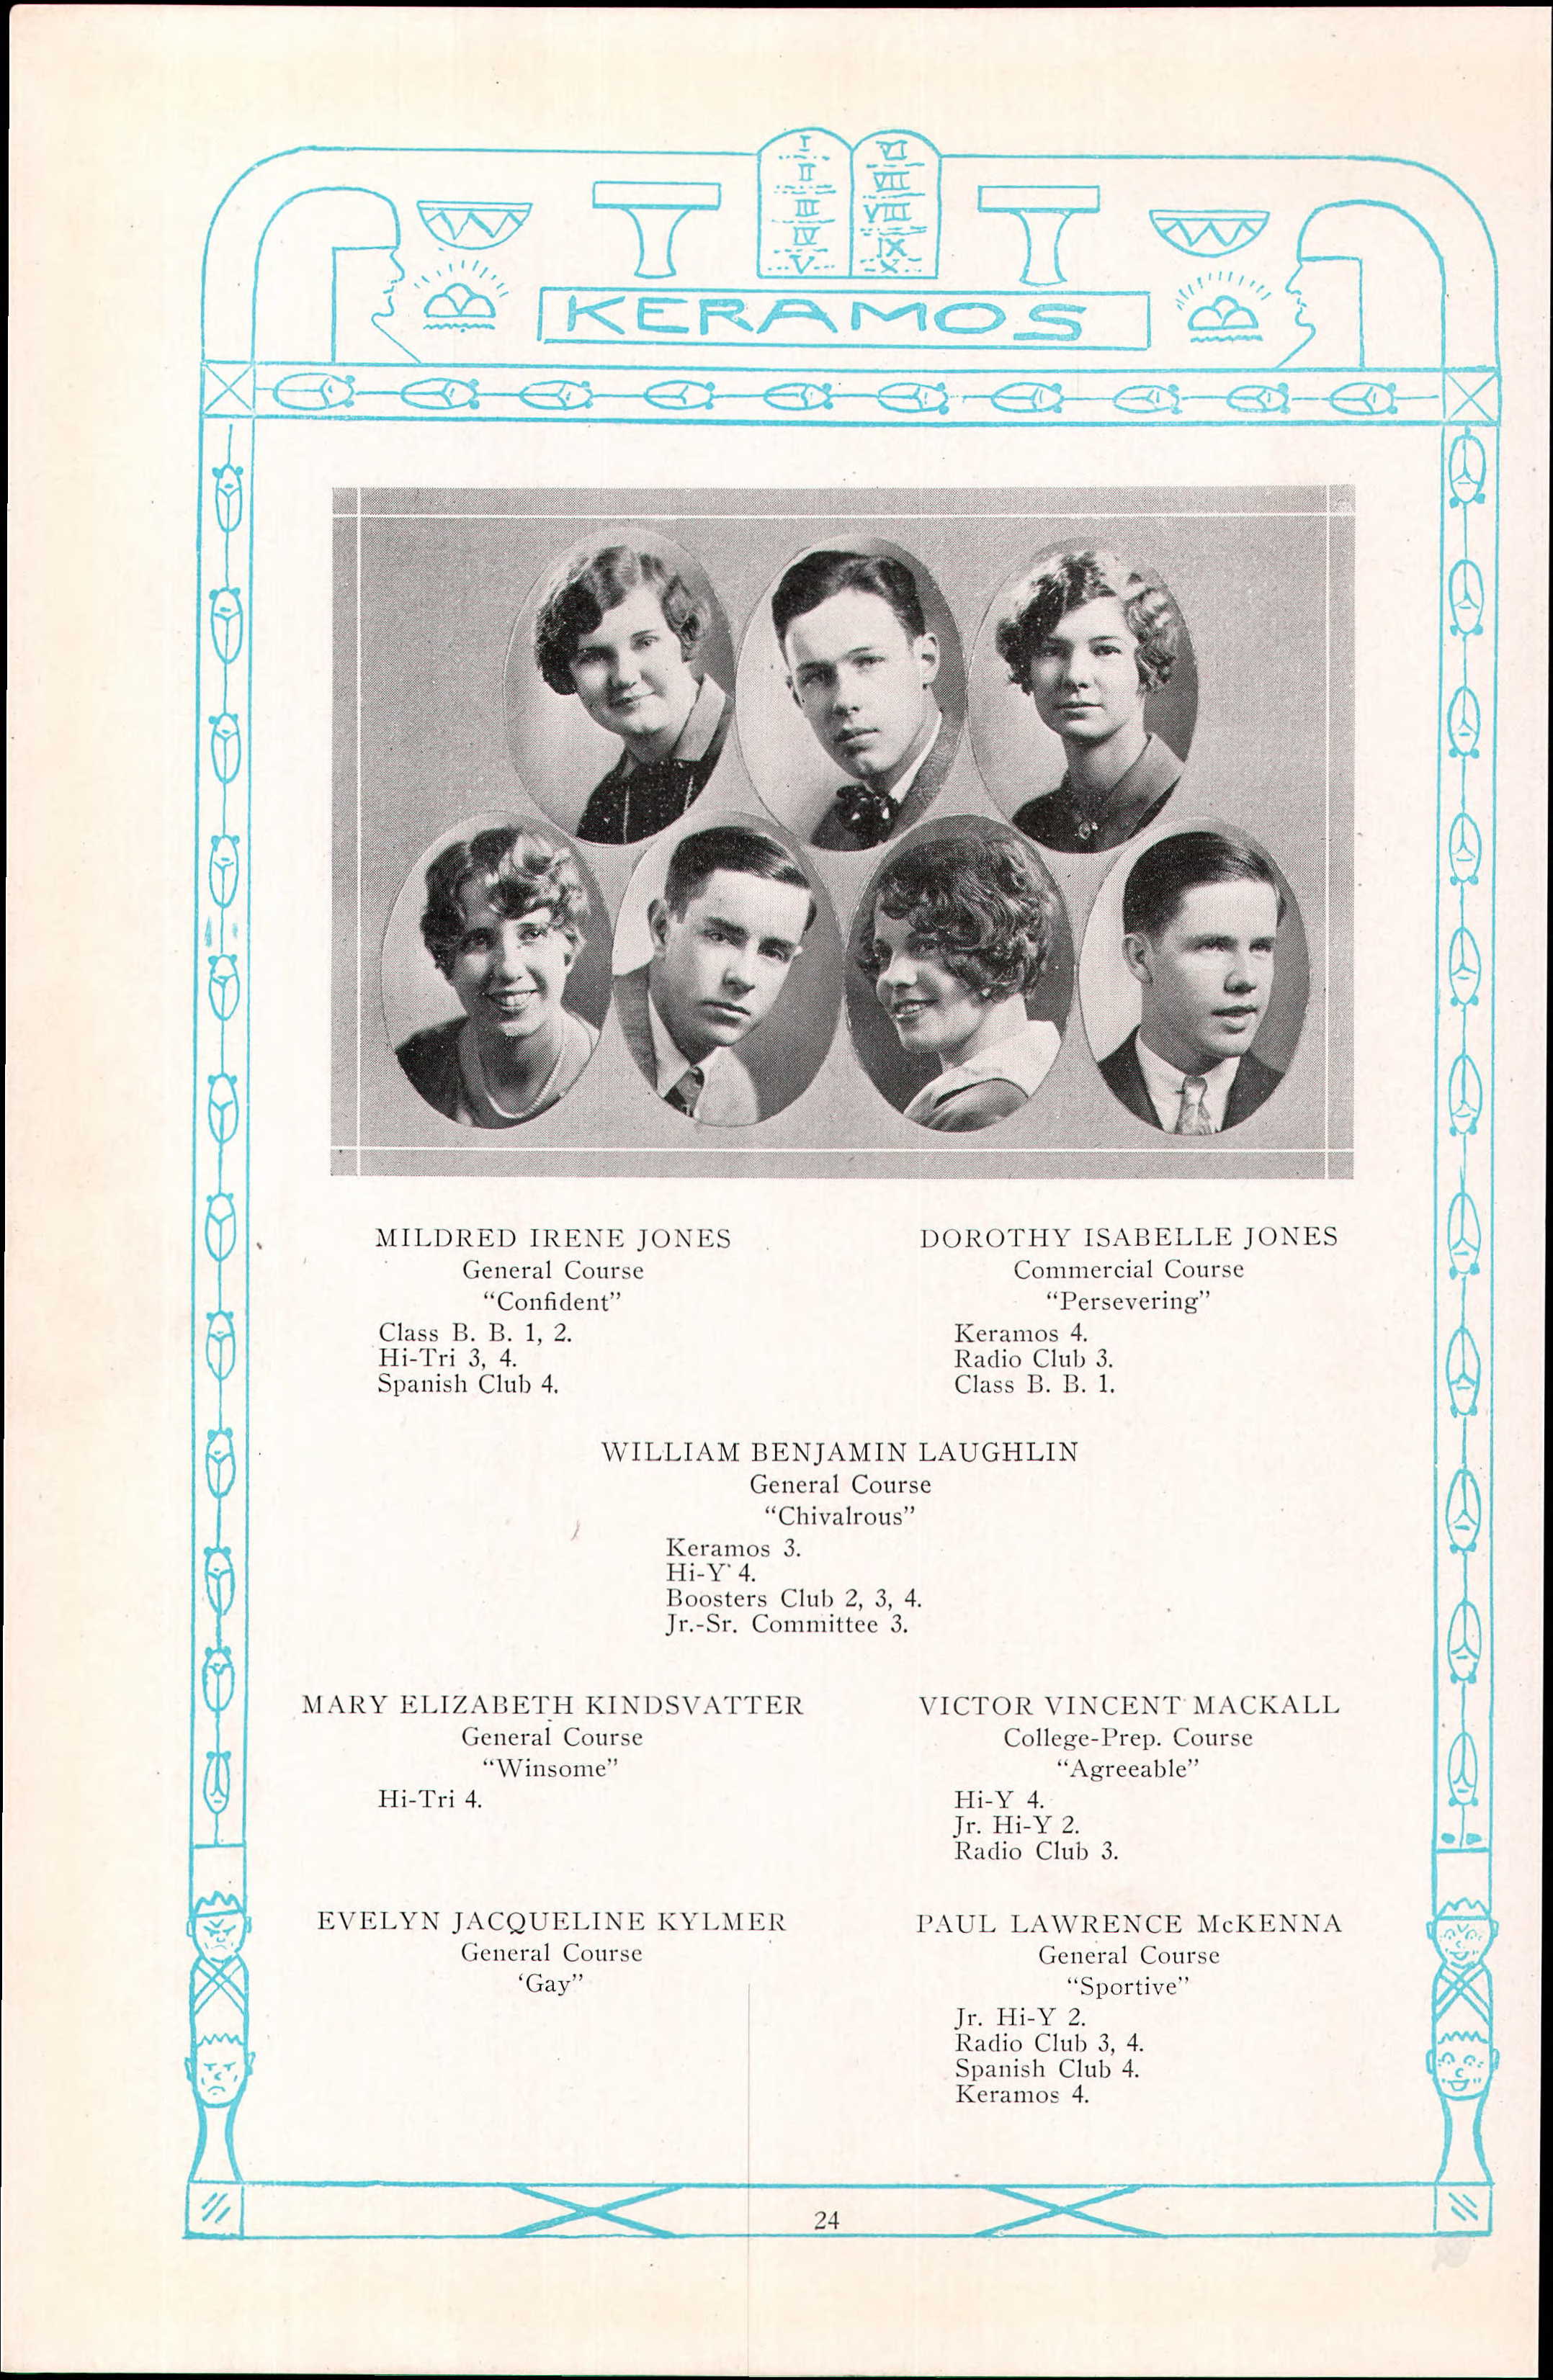 I
II
III
IV
V
VI
VII
VIII
IX
X
KERAMOS
MILDRED IRENE JONES
General Course
“Confident”
Class B. B. 1, 2.
Hi-Tri 3, 4.
Spanish Club 4.
DOROTHY ISABELLE JONES
Commercial Course
“Persevering”
Keramos 4.
Radio Club 3.
Class B. B. 1.
WILLIAM BENJAMIN LAUGHLIN
General Course
“Chivalrous”
Keramos 3.
Hi-Y 4.
Boosters Club 2, 3, 4.
Jr.-Sr. Committee 3.
MARY ELIZABETH KINDSVATTER
General Course
“Winsome”
Hi-Tri 4.
VICTOR VINCENT MACKALL
College-Prep. Course
“Agreeable”
Hi-Y 4.
Jr. Hi-Y 2.
Radio Club 3.
EVELYN JACQUELINE KYLMER
General Course
‘Gay”
PAUL LAWRENCE McKENNA
General Course
“Sportive”
Jr. Hi-Y 2.
Radio Club 3, 4.
Spanish Club 4.
Keramos 4.
24